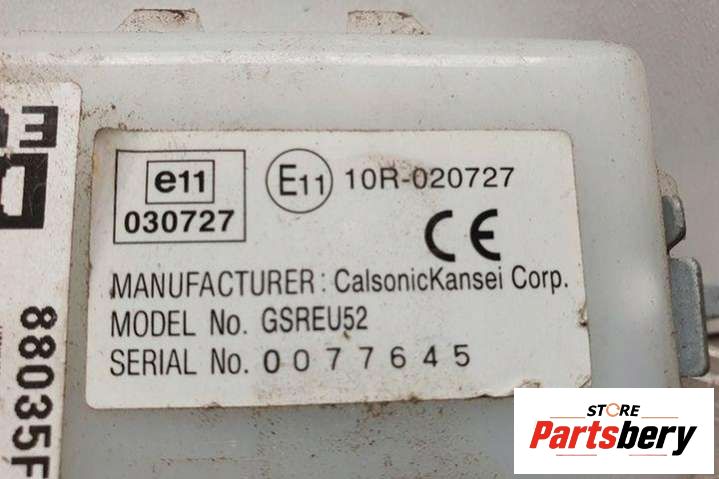 e11
030727
E11 10R-020727
CE
MANUFACTURER : CalsonicKansei Corp.
MODEL No. GSREU52
SERIAL No. 0077645
88035F
STORE
Partsbery